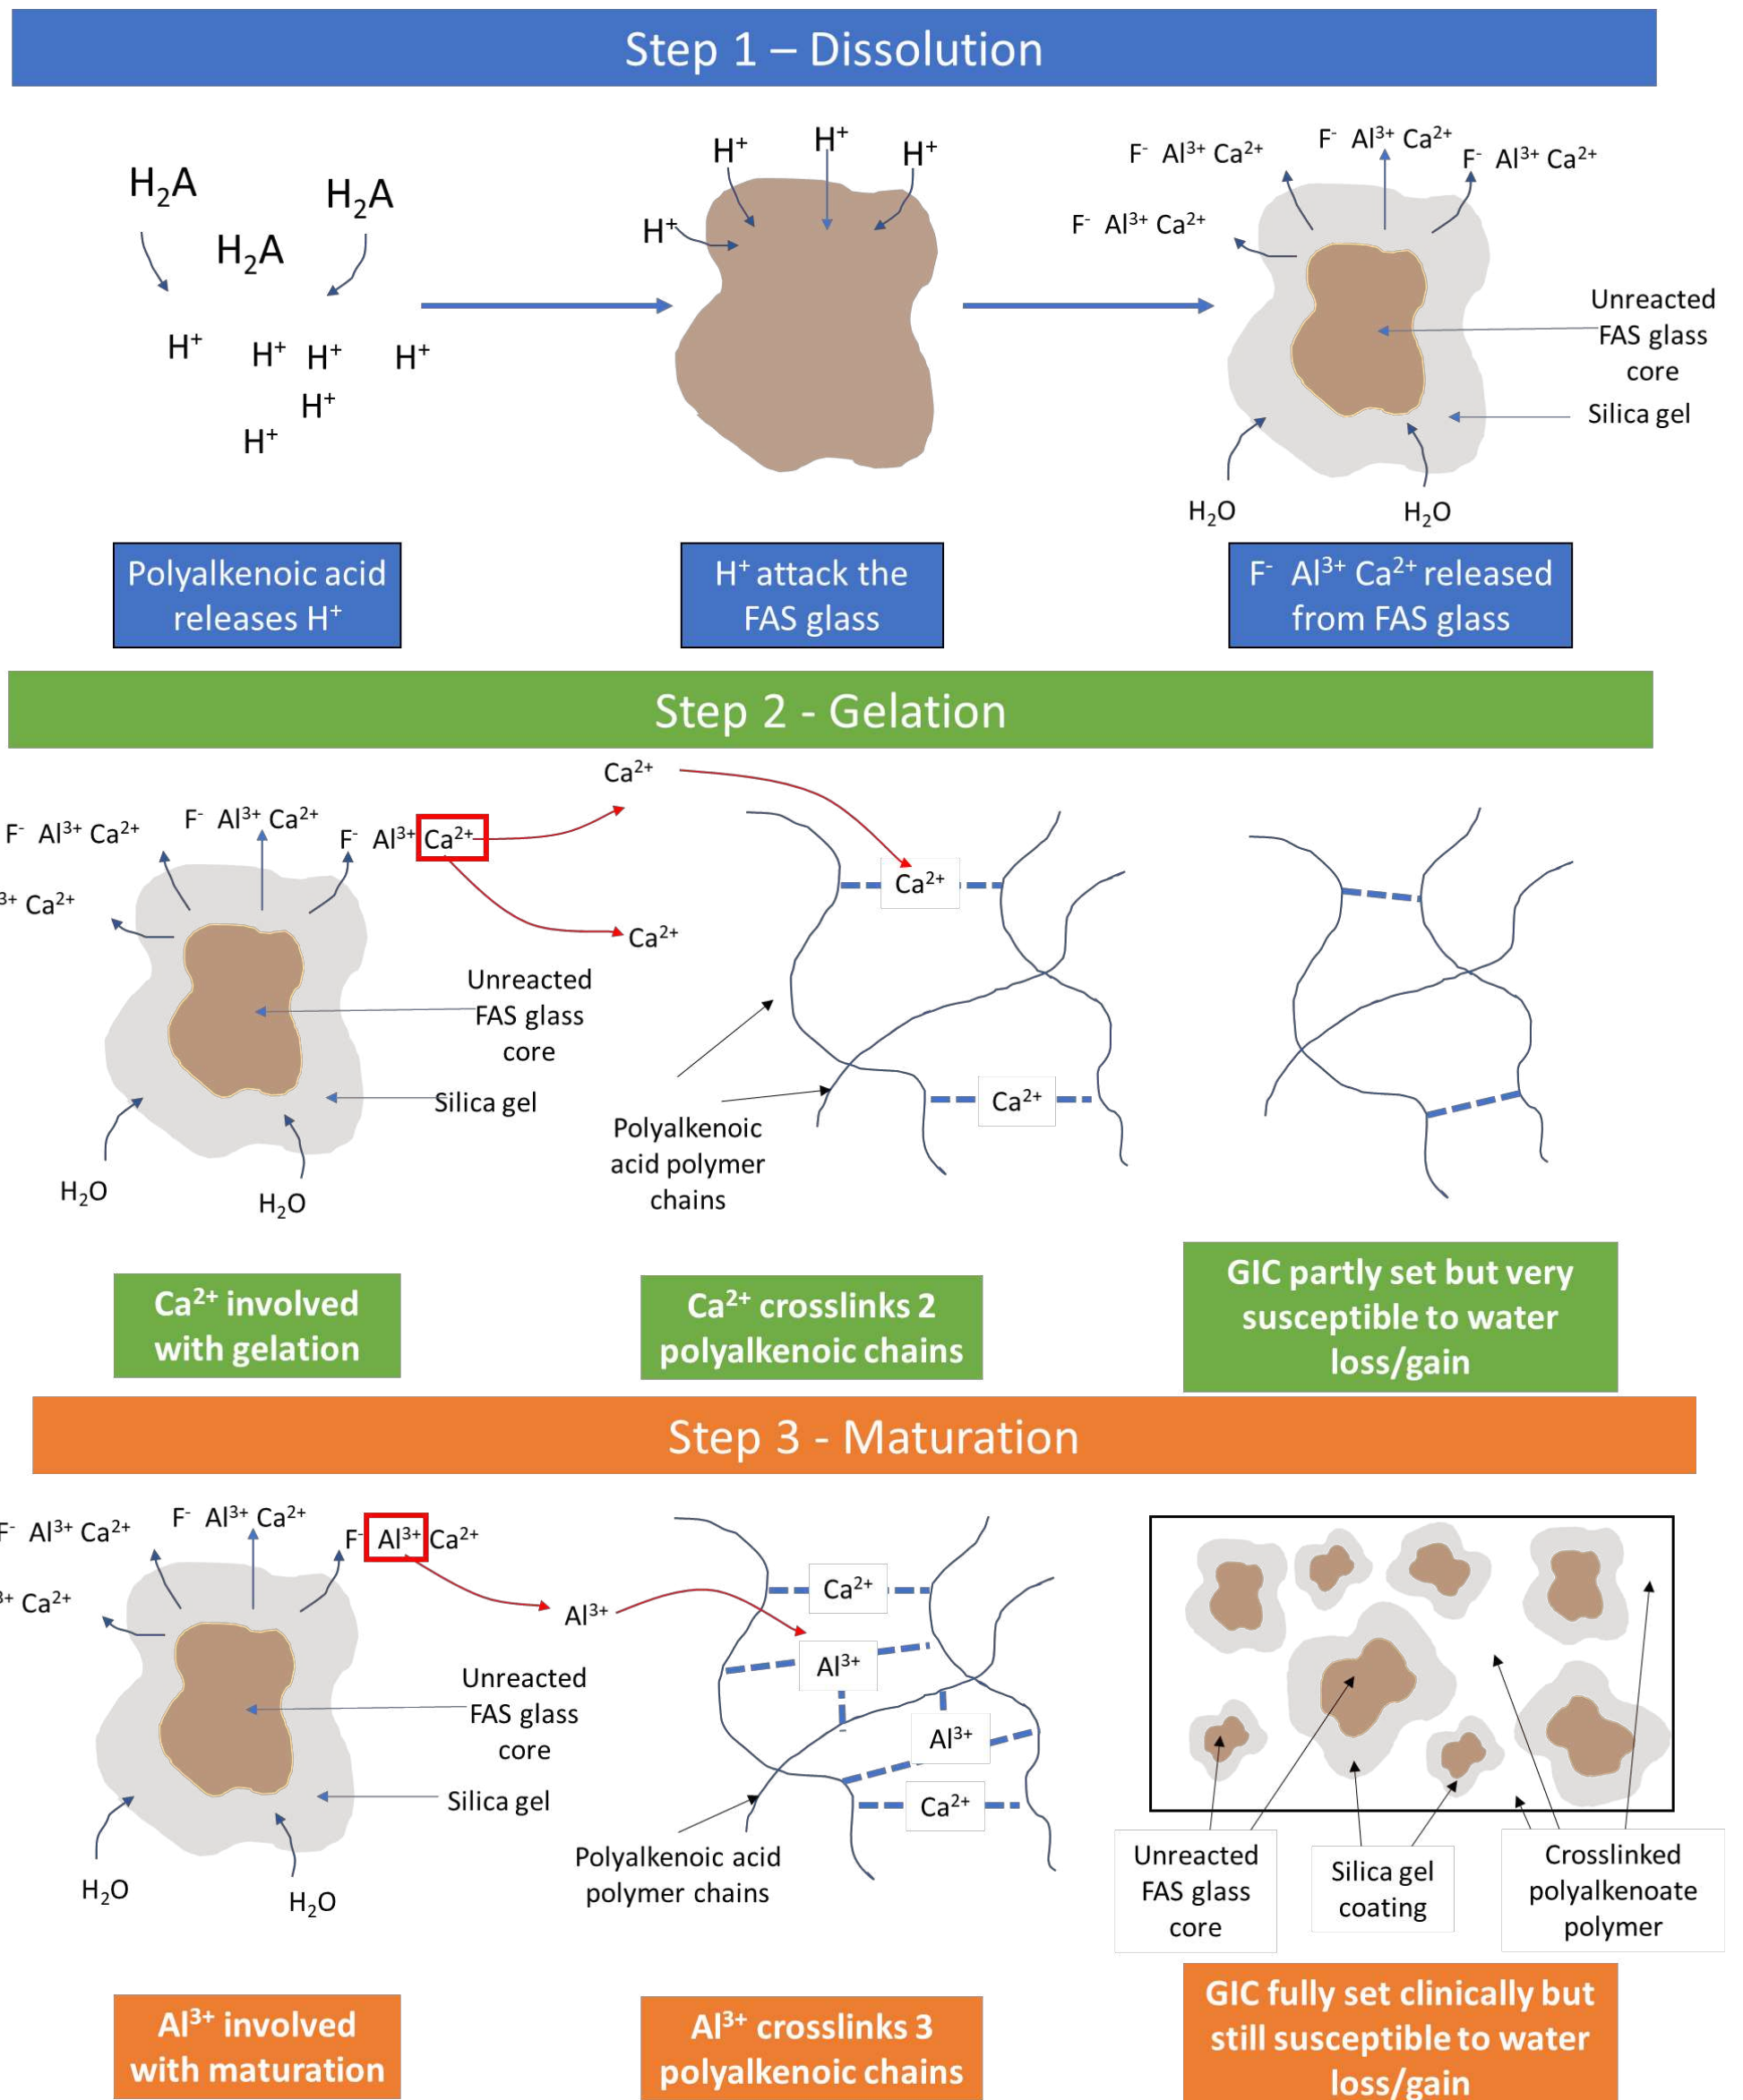 Step 1 – Dissolution
H₂A
H₂A
H₂A
H⁺
H⁺
H⁺
H⁺
H⁺
H⁺
H⁺
H⁺
H⁺
H⁺
F⁻ Al³⁺ Ca²⁺
F⁻ Al³⁺ Ca²⁺
F⁻ Al³⁺ Ca²⁺
F⁻ Al³⁺ Ca²⁺
Unreacted
FAS glass
core
Silica gel
H₂O
H₂O
Polyalkenoic acid
releases H⁺
H⁺ attack the
FAS glass
F⁻ Al³⁺ Ca²⁺ released
from FAS glass
Step 2 - Gelation
F⁻ Al³⁺ Ca²⁺
F⁻ Al³⁺ Ca²⁺
F⁻ Al³⁺ Ca²⁺
³⁺ Ca²⁺
Ca²⁺
Ca²⁺
Unreacted
FAS glass
core
Silica gel
H₂O
H₂O
Ca²⁺
Ca²⁺
Polyalkenoic
acid polymer
chains
Ca²⁺ involved
with gelation
Ca²⁺ crosslinks 2
polyalkenoic chains
GIC partly set but very
susceptible to water
loss/gain
Step 3 - Maturation
F⁻ Al³⁺ Ca²⁺
F⁻ Al³⁺ Ca²⁺
F⁻ Al³⁺ Ca²⁺
³⁺ Ca²⁺
Al³⁺
Unreacted
FAS glass
core
Silica gel
H₂O
H₂O
Ca²⁺
Al³⁺
Al³⁺
Ca²⁺
Polyalkenoic acid
polymer chains
Unreacted
FAS glass
core
Silica gel
coating
Crosslinked
polyalkenoate
polymer
Al³⁺ involved
with maturation
Al³⁺ crosslinks 3
polyalkenoic chains
GIC fully set clinically but
still susceptible to water
loss/gain